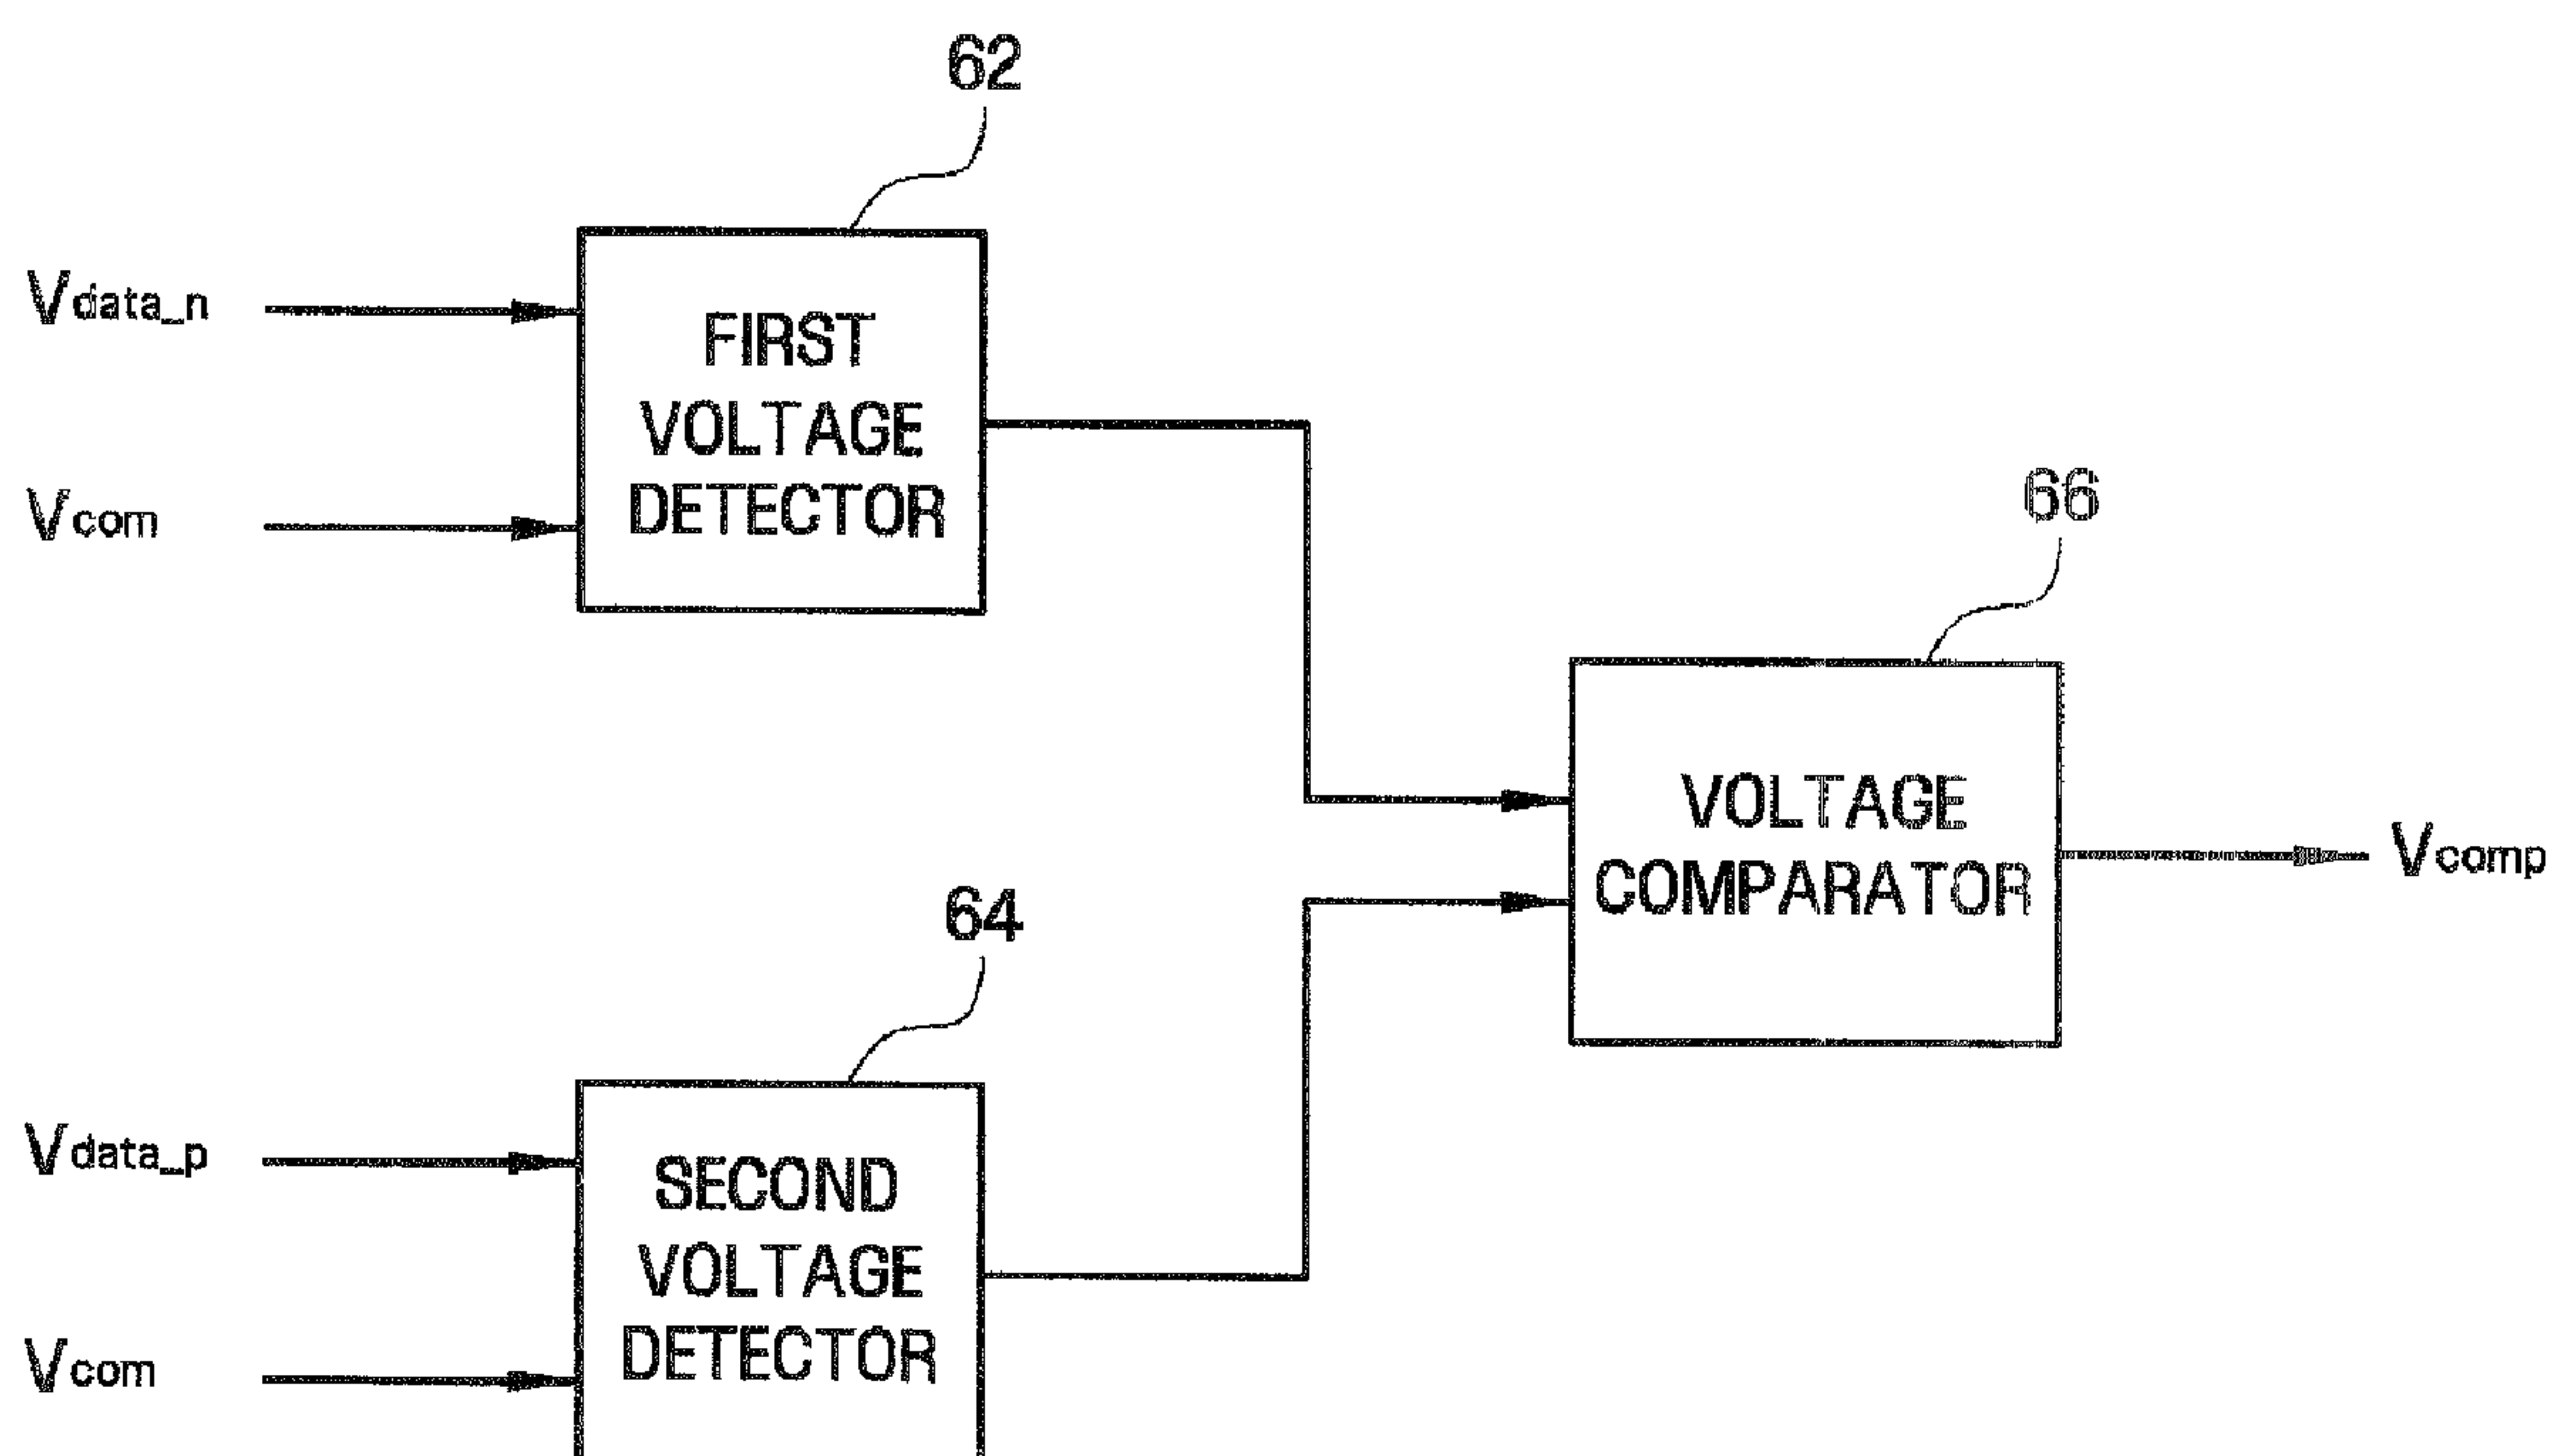 62
Vdata_n
FIRST
VOLTAGE
DETECTOR
Vcom
66
VOLTAGE
COMPARATOR
Vcomp
64
Vdata_p
SECOND
VOLTAGE
DETECTOR
Vcom